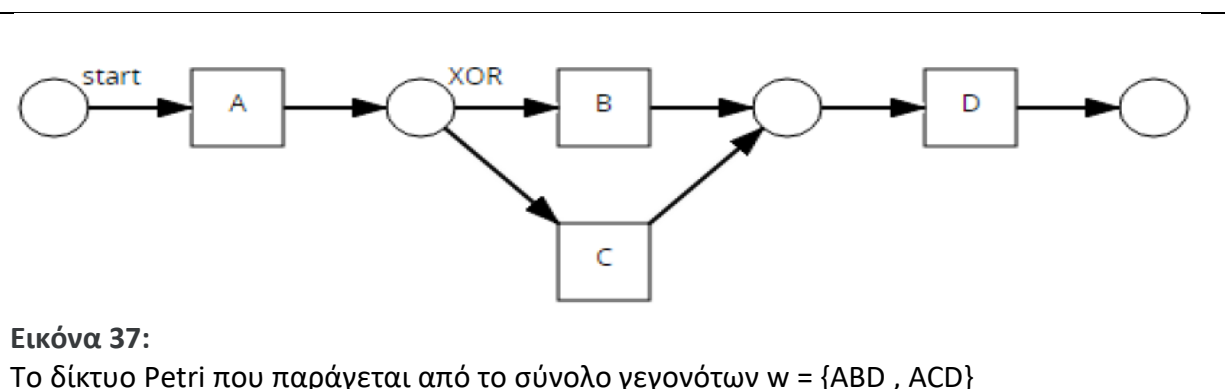 start
XOR
A
B
D
C
Εικόνα 37:
Το δίκτυο Petri που παράγεται από το σύνολο γεγονότων w = {ABD , ACD}